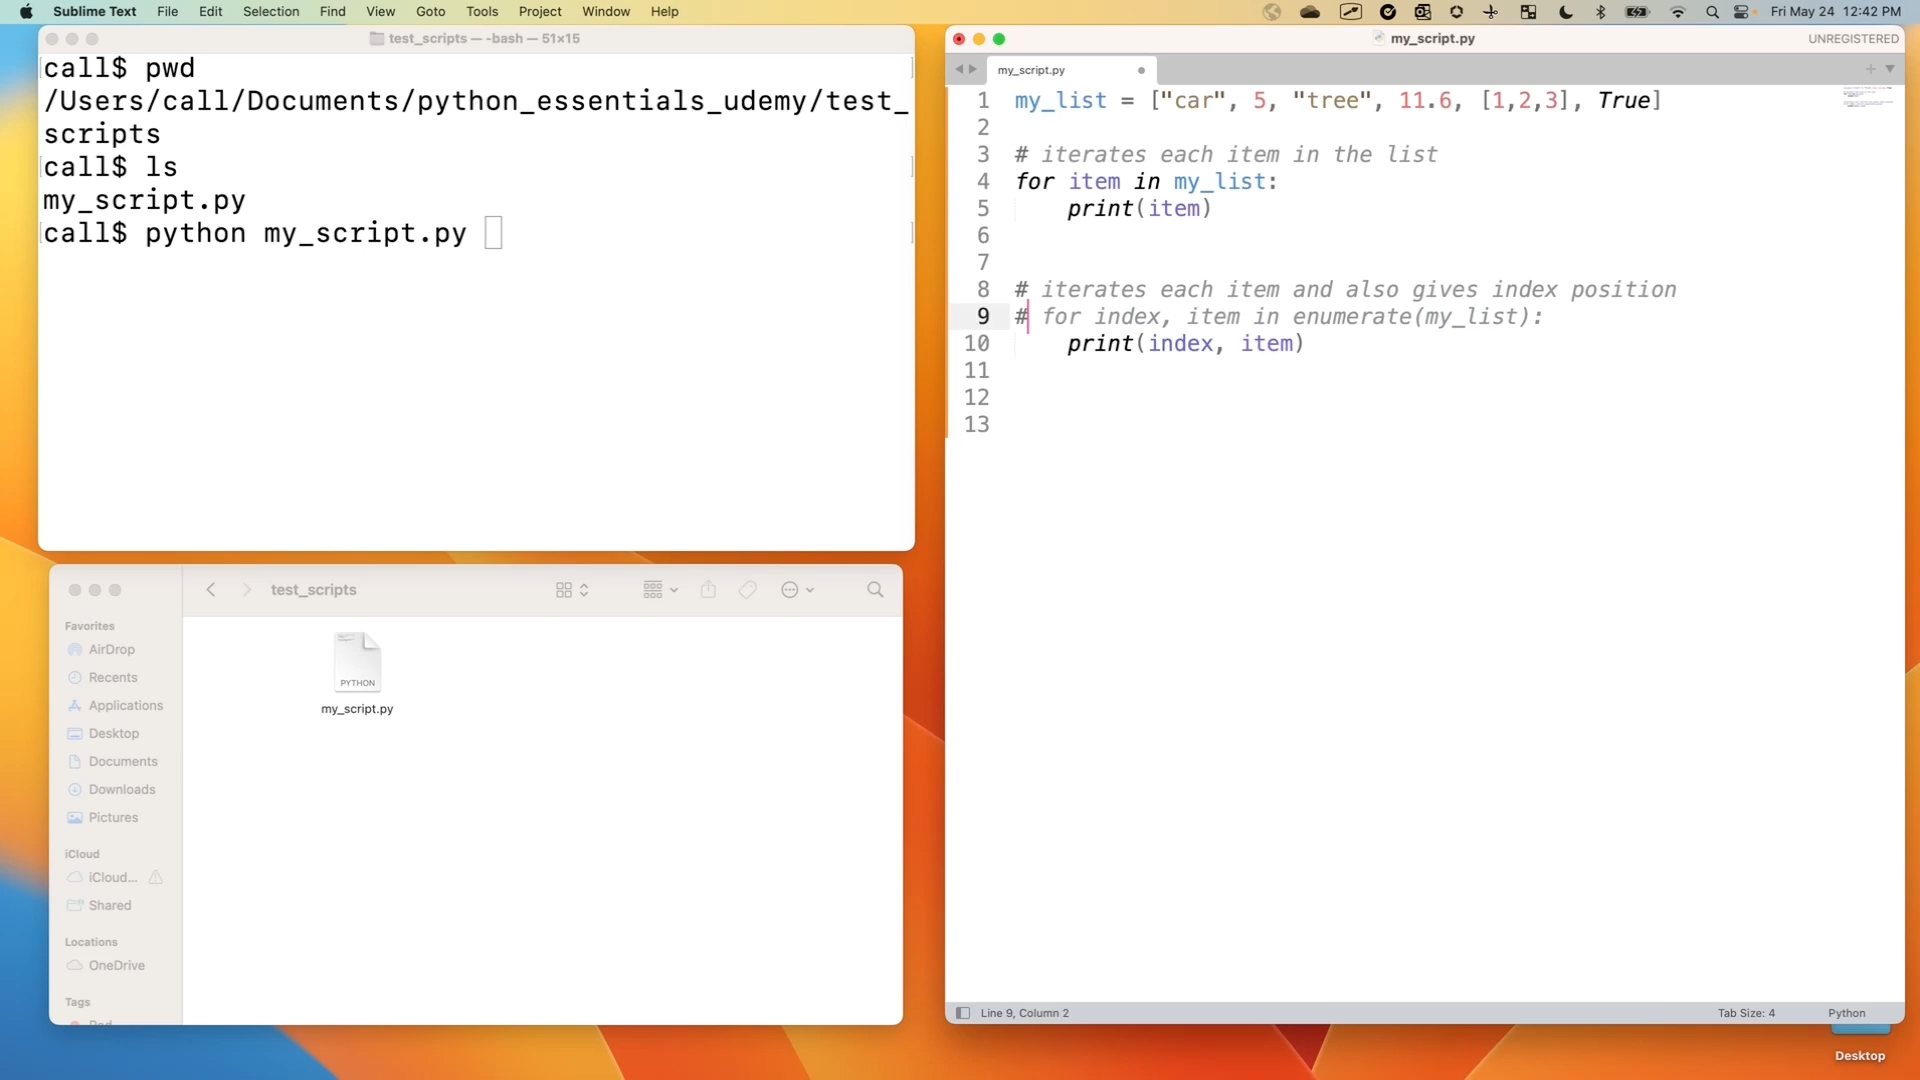 Sublime Text File Edit Selection Find View Goto Tools Project Window Help Fri May 24 12:42 PM
test_scripts — -bash — 51×15
call$ pwd
/Users/call/Documents/python_essentials_udemy/test_
scripts
call$ ls
my_script.py
call$ python my_script.py
test_scripts
Favorites
AirDrop
Recents
Applications
Desktop
Documents
Downloads
Pictures
iCloud
iCloud...
Shared
Locations
OneDrive
Tags
PYTHON
my_script.py
my_script.py UNREGISTERED
my_script.py
1 my_list = ["car", 5, "tree", 11.6, [1,2,3], True]
2
3 # iterates each item in the list
4 for item in my_list:
5 print(item)
6
7
8 # iterates each item and also gives index position
9 # for index, item in enumerate(my_list):
10 print(index, item)
11
12
13
Line 9, Column 2 Tab Size: 4 Python
Desktop